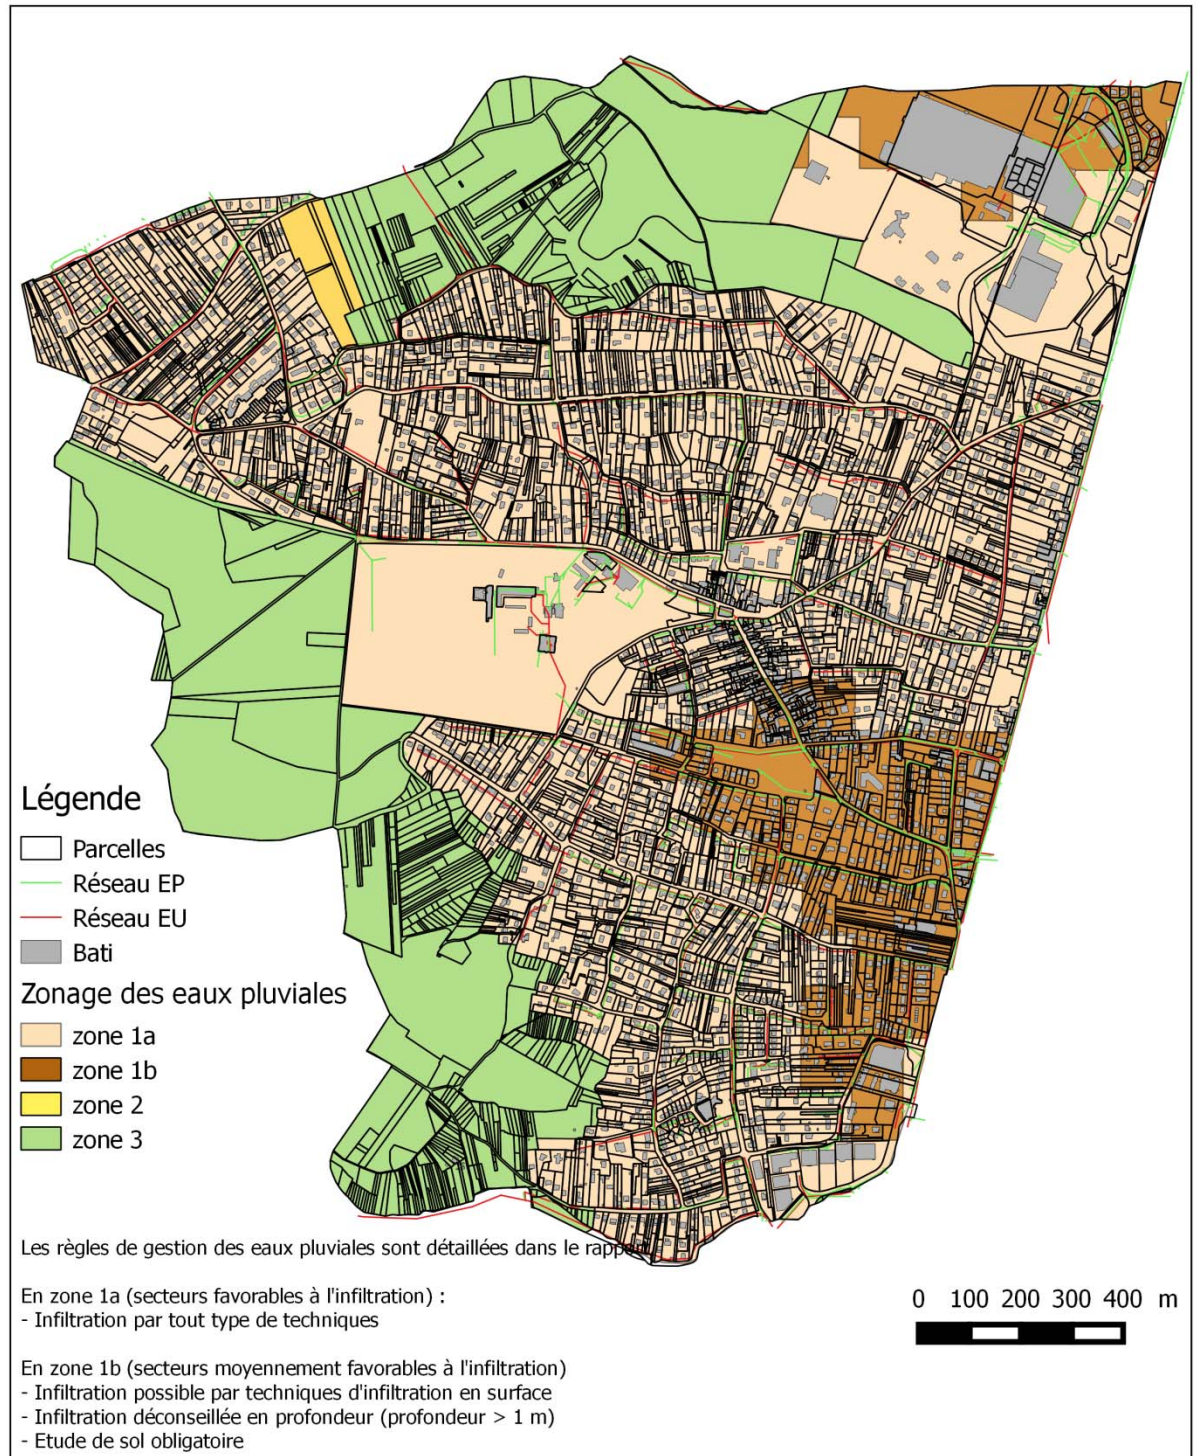 Légende
Parcelles
Réseau EP
Réseau EU
Bati
Zonage des eaux pluviales
zone 1a
zone 1b
zone 2
zone 3
Les règles de gestion des eaux pluviales sont détaillées dans le
En zone 1a (secteurs favorables à l'infiltration) :
- Infiltration par tout type de techniques
En zone 1b (secteurs moyennement favorables à l'infiltration)
- Infiltration possible par techniques d'infiltration en surface
- Infiltration déconseillée en profondeur (profondeur > 1 m)
- Etude de sol obligatoire
0 100 200 300 400 m